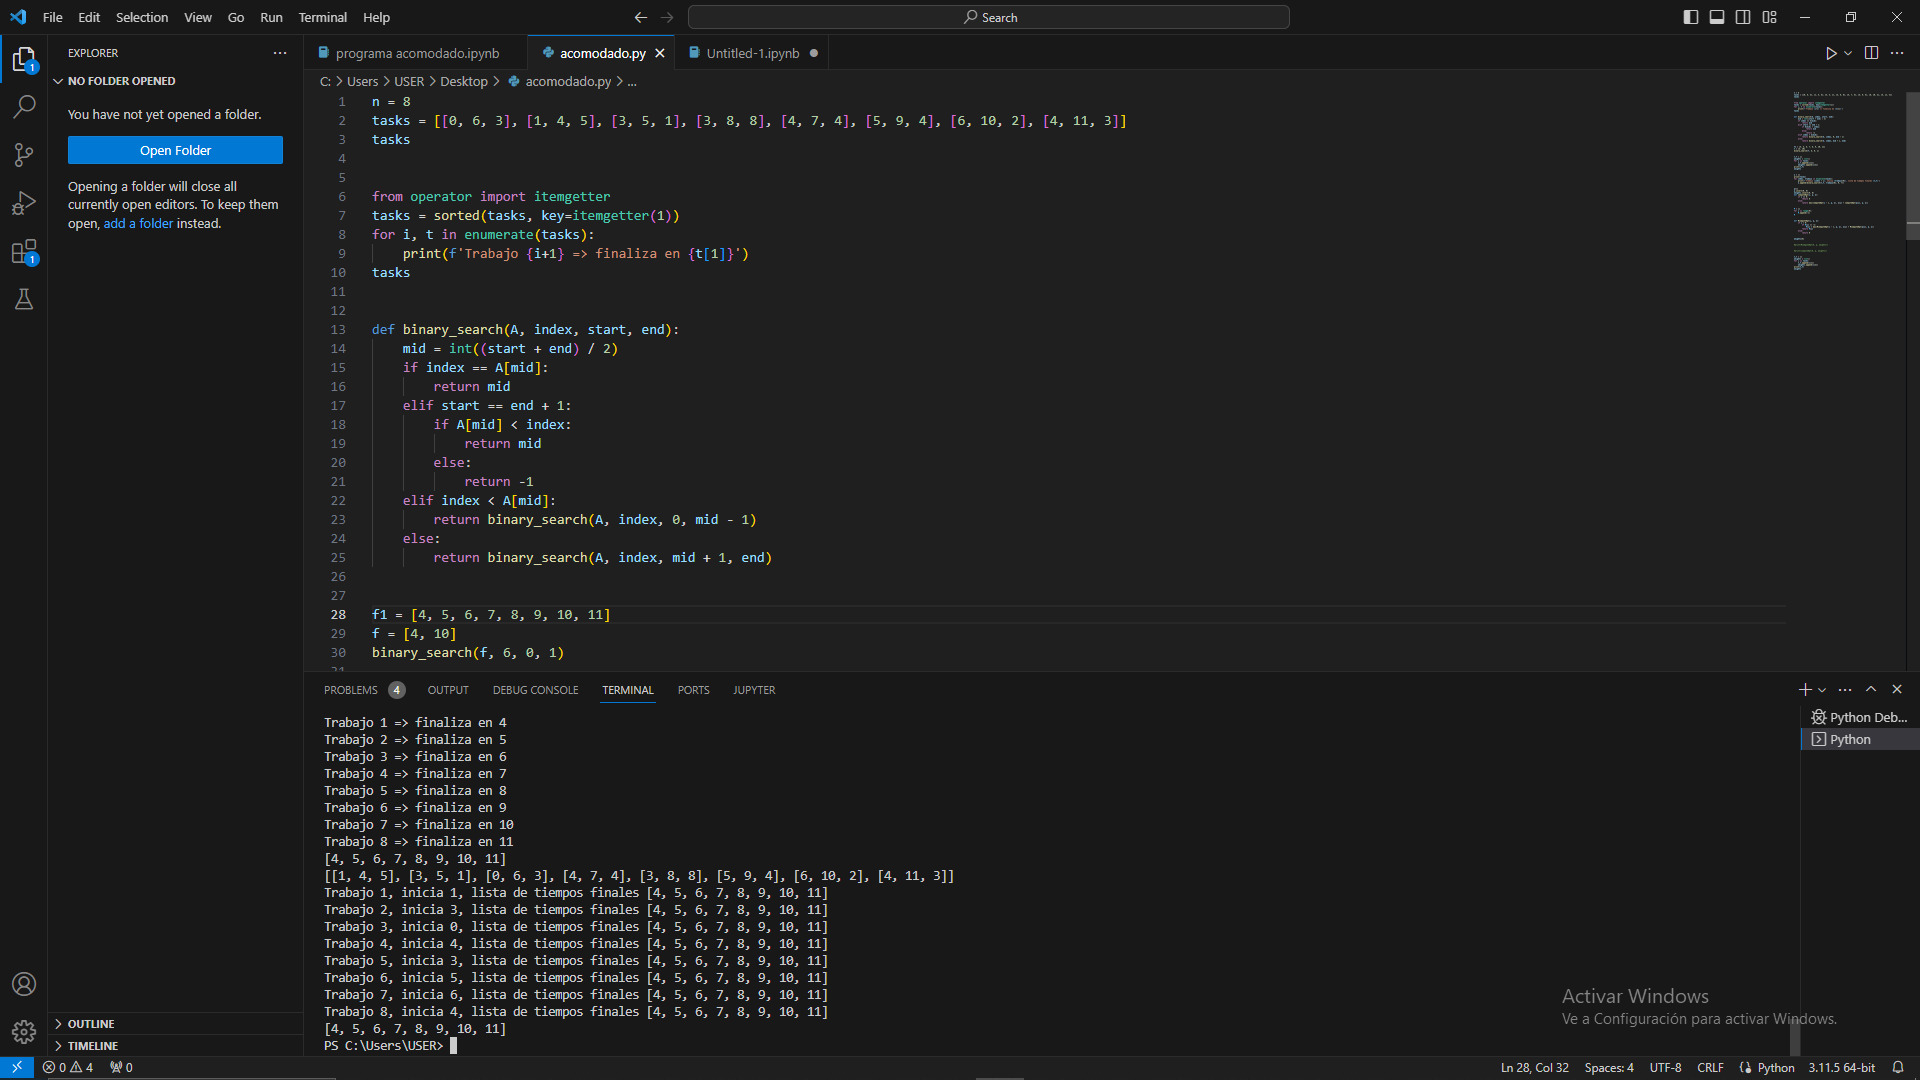 File Edit Selection View Go Run Terminal Help
Search
EXPLORER
NO FOLDER OPENED
You have not yet opened a folder.
Open Folder
Opening a folder will close all
currently open editors. To keep them
open, add a folder instead.
OUTLINE
TIMELINE
programa acomodado.ipynb
acomodado.py
Untitled-1.ipynb
C: > Users > USER > Desktop > acomodado.py > ...
1 n = 8
2 tasks = [[0, 6, 3], [1, 4, 5], [3, 5, 1], [3, 8, 8], [4, 7, 4], [5, 9, 4], [6, 10, 2], [4, 11, 3]]
3 tasks
4
5
6 from operator import itemgetter
7 tasks = sorted(tasks, key=itemgetter(1))
8 for i, t in enumerate(tasks):
9     print(f'Trabajo {i+1} => finaliza en {t[1]}')
10 tasks
11
12
13 def binary_search(A, index, start, end):
14     mid = int((start + end) / 2)
15     if index == A[mid]:
16         return mid
17     elif start == end + 1:
18         if A[mid] < index:
19             return mid
20         else:
21             return -1
22     elif index < A[mid]:
23         return binary_search(A, index, 0, mid - 1)
24     else:
25         return binary_search(A, index, mid + 1, end)
26
27
28 f1 = [4, 5, 6, 7, 8, 9, 10, 11]
29 f = [4, 10]
30 binary_search(f, 6, 0, 1)
31
PROBLEMS 4 OUTPUT DEBUG CONSOLE TERMINAL PORTS JUPYTER
Trabajo 1 => finaliza en 4
Trabajo 2 => finaliza en 5
Trabajo 3 => finaliza en 6
Trabajo 4 => finaliza en 7
Trabajo 5 => finaliza en 8
Trabajo 6 => finaliza en 9
Trabajo 7 => finaliza en 10
Trabajo 8 => finaliza en 11
[4, 5, 6, 7, 8, 9, 10, 11]
[[1, 4, 5], [3, 5, 1], [0, 6, 3], [4, 7, 4], [3, 8, 8], [5, 9, 4], [6, 10, 2], [4, 11, 3]]
Trabajo 1, inicia 1, lista de tiempos finales [4, 5, 6, 7, 8, 9, 10, 11]
Trabajo 2, inicia 3, lista de tiempos finales [4, 5, 6, 7, 8, 9, 10, 11]
Trabajo 3, inicia 0, lista de tiempos finales [4, 5, 6, 7, 8, 9, 10, 11]
Trabajo 4, inicia 4, lista de tiempos finales [4, 5, 6, 7, 8, 9, 10, 11]
Trabajo 5, inicia 3, lista de tiempos finales [4, 5, 6, 7, 8, 9, 10, 11]
Trabajo 6, inicia 5, lista de tiempos finales [4, 5, 6, 7, 8, 9, 10, 11]
Trabajo 7, inicia 6, lista de tiempos finales [4, 5, 6, 7, 8, 9, 10, 11]
Trabajo 8, inicia 4, lista de tiempos finales [4, 5, 6, 7, 8, 9, 10, 11]
[4, 5, 6, 7, 8, 9, 10, 11]
PS C:\Users\USER>
Python Deb...
Python
Activar Windows
Ve a Configuración para activar Windows.
1
1
0 4 0
Ln 28, Col 32 Spaces: 4 UTF-8 CRLF Python 3.11.5 64-bit